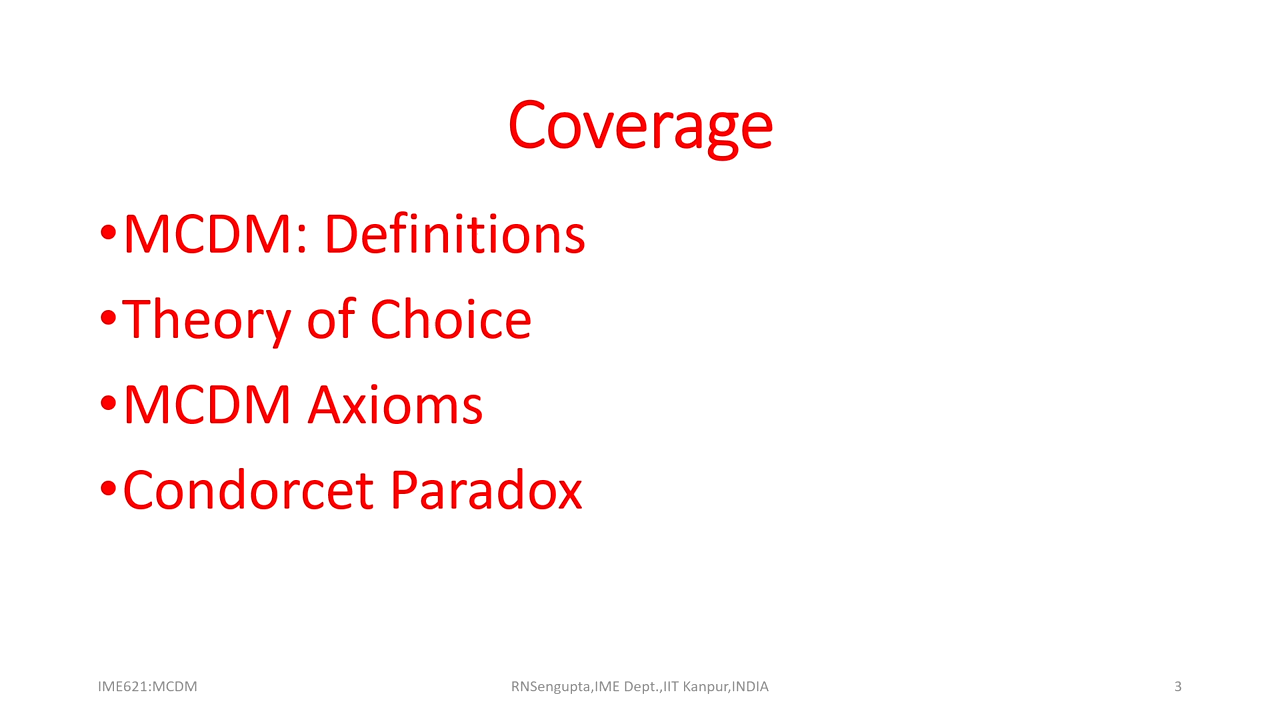 Coverage
•MCDM: Definitions
•Theory of Choice
•MCDM Axioms
•Condorcet Paradox
IME621:MCDM
RNSengupta,IME Dept.,IIT Kanpur,INDIA
3